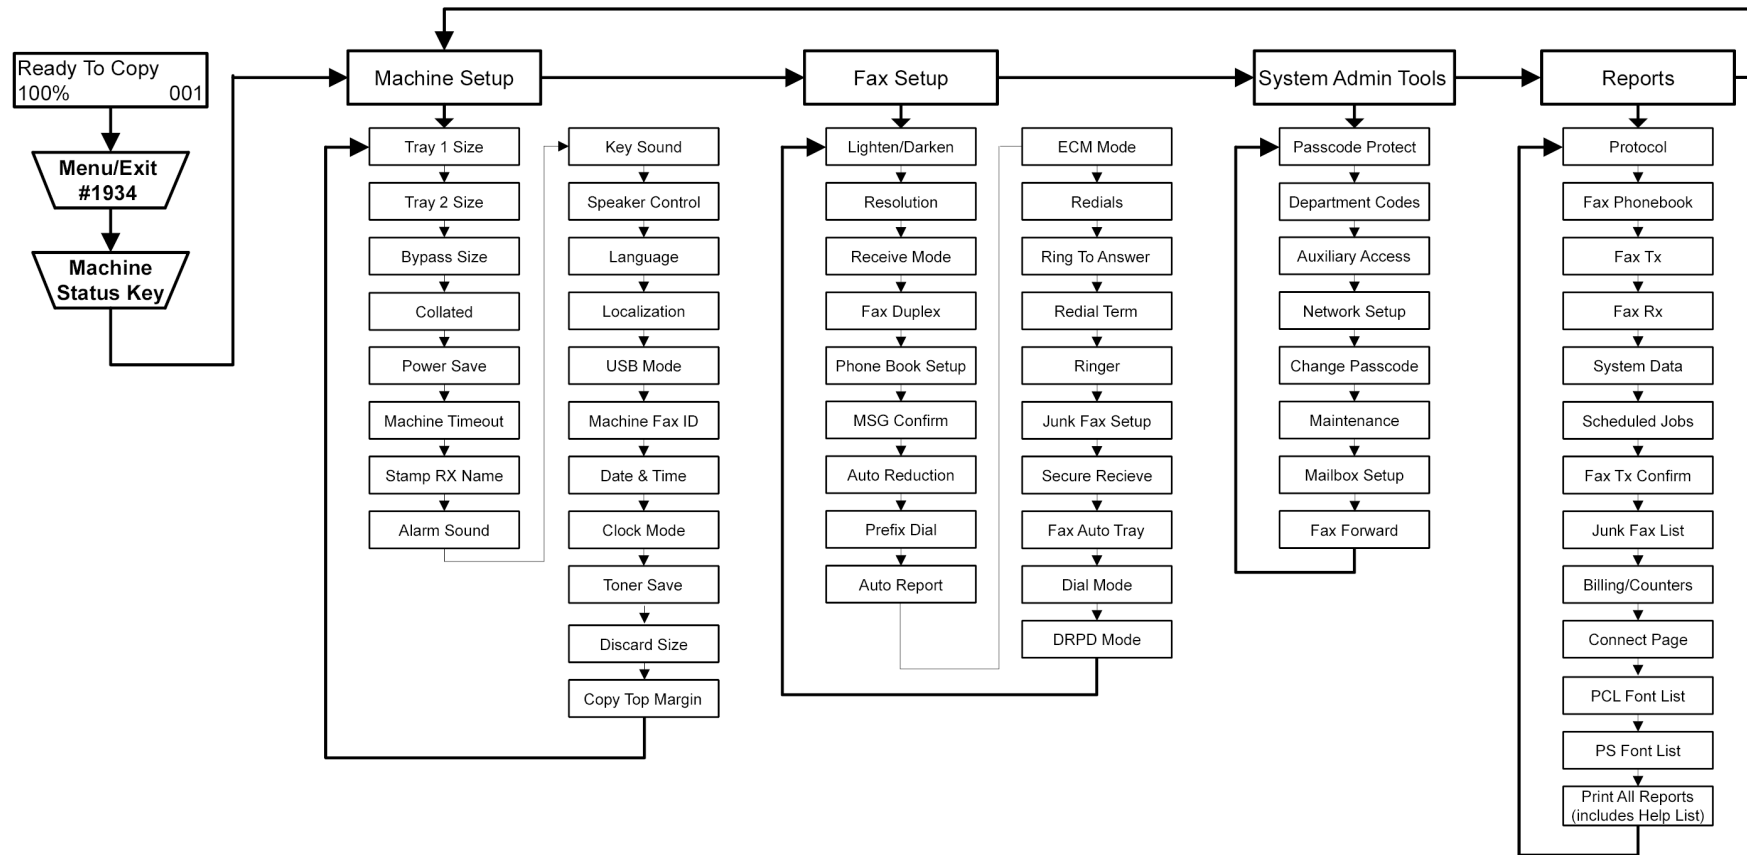 Ready To Copy
100% 001
Menu/Exit
#1934
Machine
Status Key
Machine Setup
Tray 1 Size
Tray 2 Size
Bypass Size
Collated
Power Save
Machine Timeout
Stamp RX Name
Alarm Sound
Key Sound
Speaker Control
Language
Localization
USB Mode
Machine Fax ID
Date & Time
Clock Mode
Toner Save
Discard Size
Copy Top Margin
Fax Setup
Lighten/Darken
Resolution
Receive Mode
Fax Duplex
Phone Book Setup
MSG Confirm
Auto Reduction
Prefix Dial
Auto Report
ECM Mode
Redials
Ring To Answer
Redial Term
Ringer
Junk Fax Setup
Secure Recieve
Fax Auto Tray
Dial Mode
DRPD Mode
System Admin Tools
Passcode Protect
Department Codes
Auxiliary Access
Network Setup
Change Passcode
Maintenance
Mailbox Setup
Fax Forward
Reports
Protocol
Fax Phonebook
Fax Tx
Fax Rx
System Data
Scheduled Jobs
Fax Tx Confirm
Junk Fax List
Billing/Counters
Connect Page
PCL Font List
PS Font List
Print All Reports
(includes Help List)